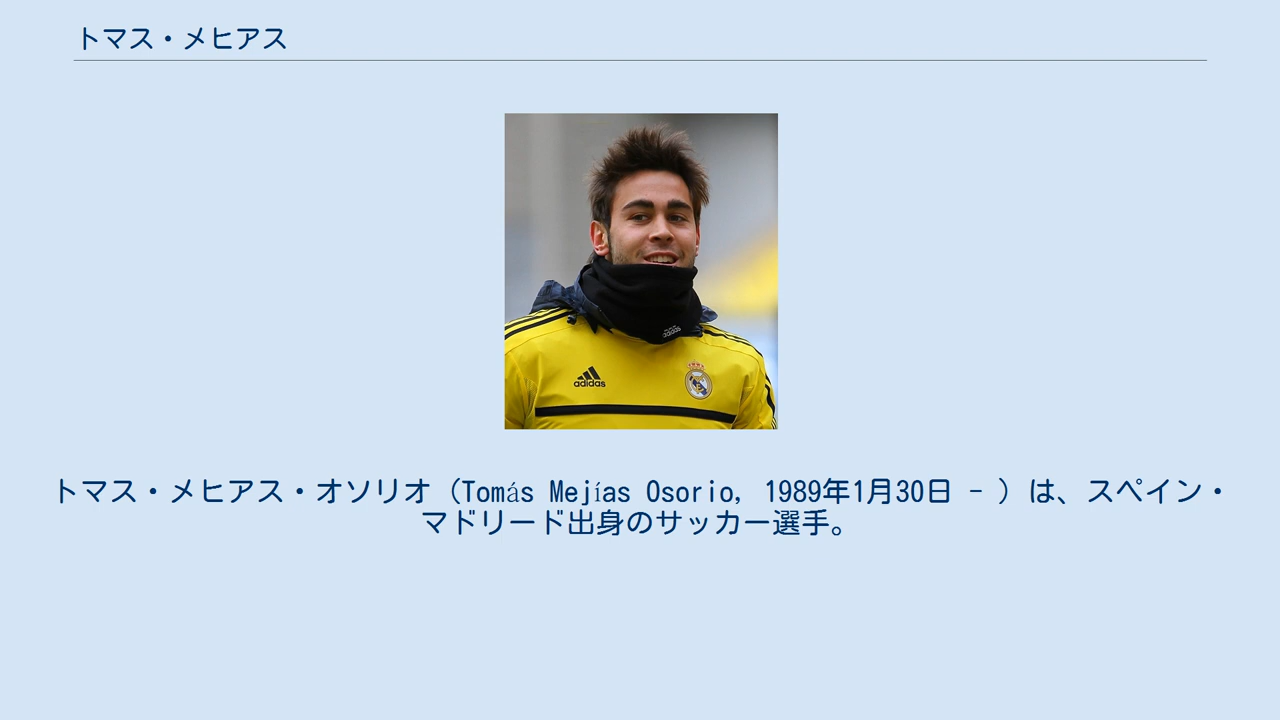 トマス・メヒアス
adidas
adidas
トマス・メヒアス・オソリオ（Tomás Mejías Osorio, 1989年1月30日 - ）は、スペイン・
マドリード出身のサッカー選手。